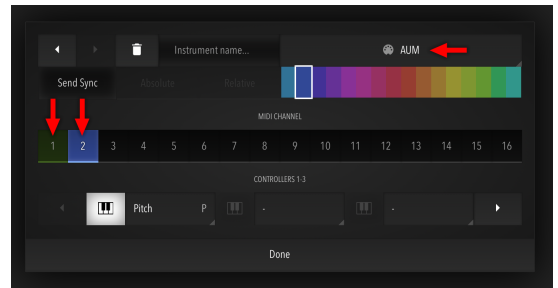 Instrument name... AUM
Send Sync Absolute Relative
MIDI CHANNEL
1 2 3 4 5 6 7 8 9 10 11 12 13 14 15 16
CONTROLLERS 1-3
Pitch P - -
Done